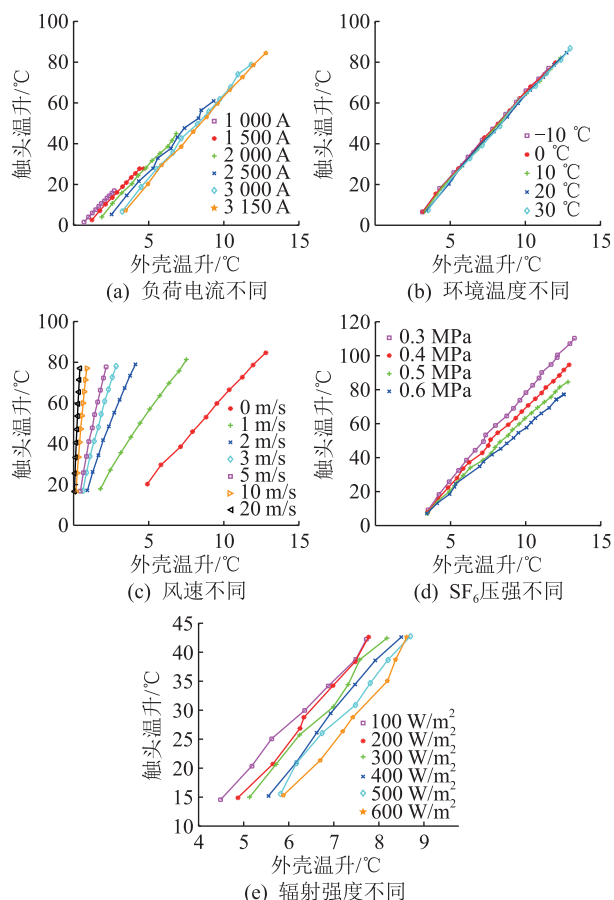 100
80
60
40
20
0
触头温升/℃
1 000 A
1 500 A
2 000 A
2 500 A
3 000 A
3 150 A
5
10
15
外壳温升/℃
(a) 负荷电流不同
100
80
60
40
20
0
触头温升/℃
−10 ℃
0 ℃
10 ℃
20 ℃
30 ℃
5
10
15
外壳温升/℃
(b) 环境温度不同
100
80
60
40
20
0
触头温升/℃
0 m/s
1 m/s
2 m/s
3 m/s
5 m/s
10 m/s
20 m/s
0
5
10
15
外壳温升/℃
(c) 风速不同
120
100
80
60
40
20
0
触头温升/℃
0.3 MPa
0.4 MPa
0.5 MPa
0.6 MPa
0
5
10
15
外壳温升/℃
(d) SF₆压强不同
45
40
35
30
25
20
15
10
触头温升/℃
100 W/m²
200 W/m²
300 W/m²
400 W/m²
500 W/m²
600 W/m²
4
5
6
7
8
9
外壳温升/℃
(e) 辐射强度不同